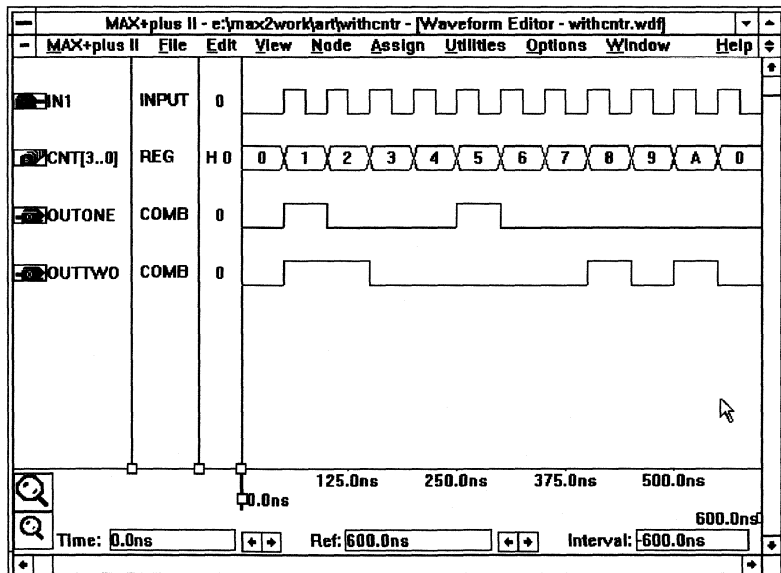 MAX+plus II - e:\max2work\art\withcntr - [Waveform Editor - withcntr.wdf]
MAX+plus II File Edit View Node Assign Utilities Options Window Help
IN1 INPUT 0
CNT[3..0] REG H 0 0 1 2 3 4 5 6 7 8 9 A 0
OUTONE COMB 0
OUTTWO COMB 0
125.0ns 250.0ns 375.0ns 500.0ns
0.0ns
600.0ns
Time: 0.0ns Ref: 600.0ns Interval: -600.0ns